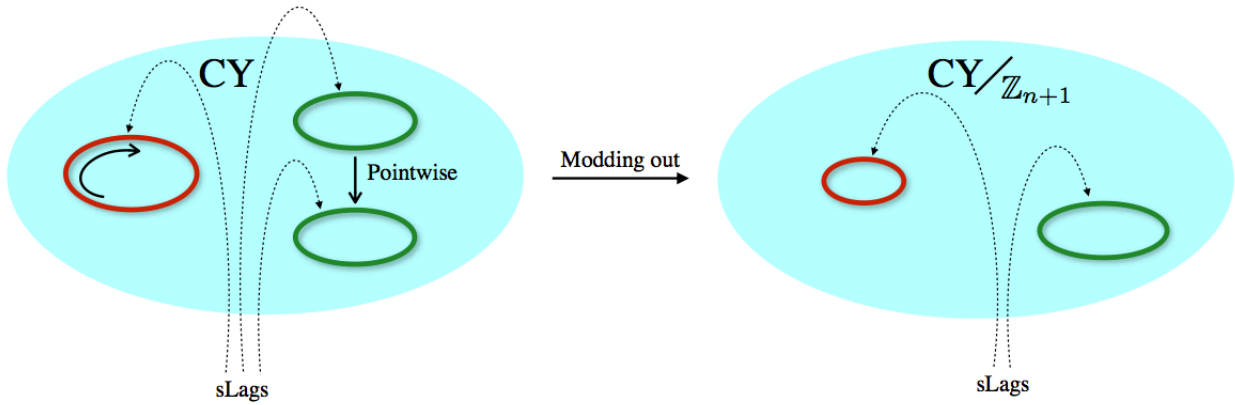 CY
Pointwise
sLags
Modding out
CY/ℤₙ₊₁
sLags